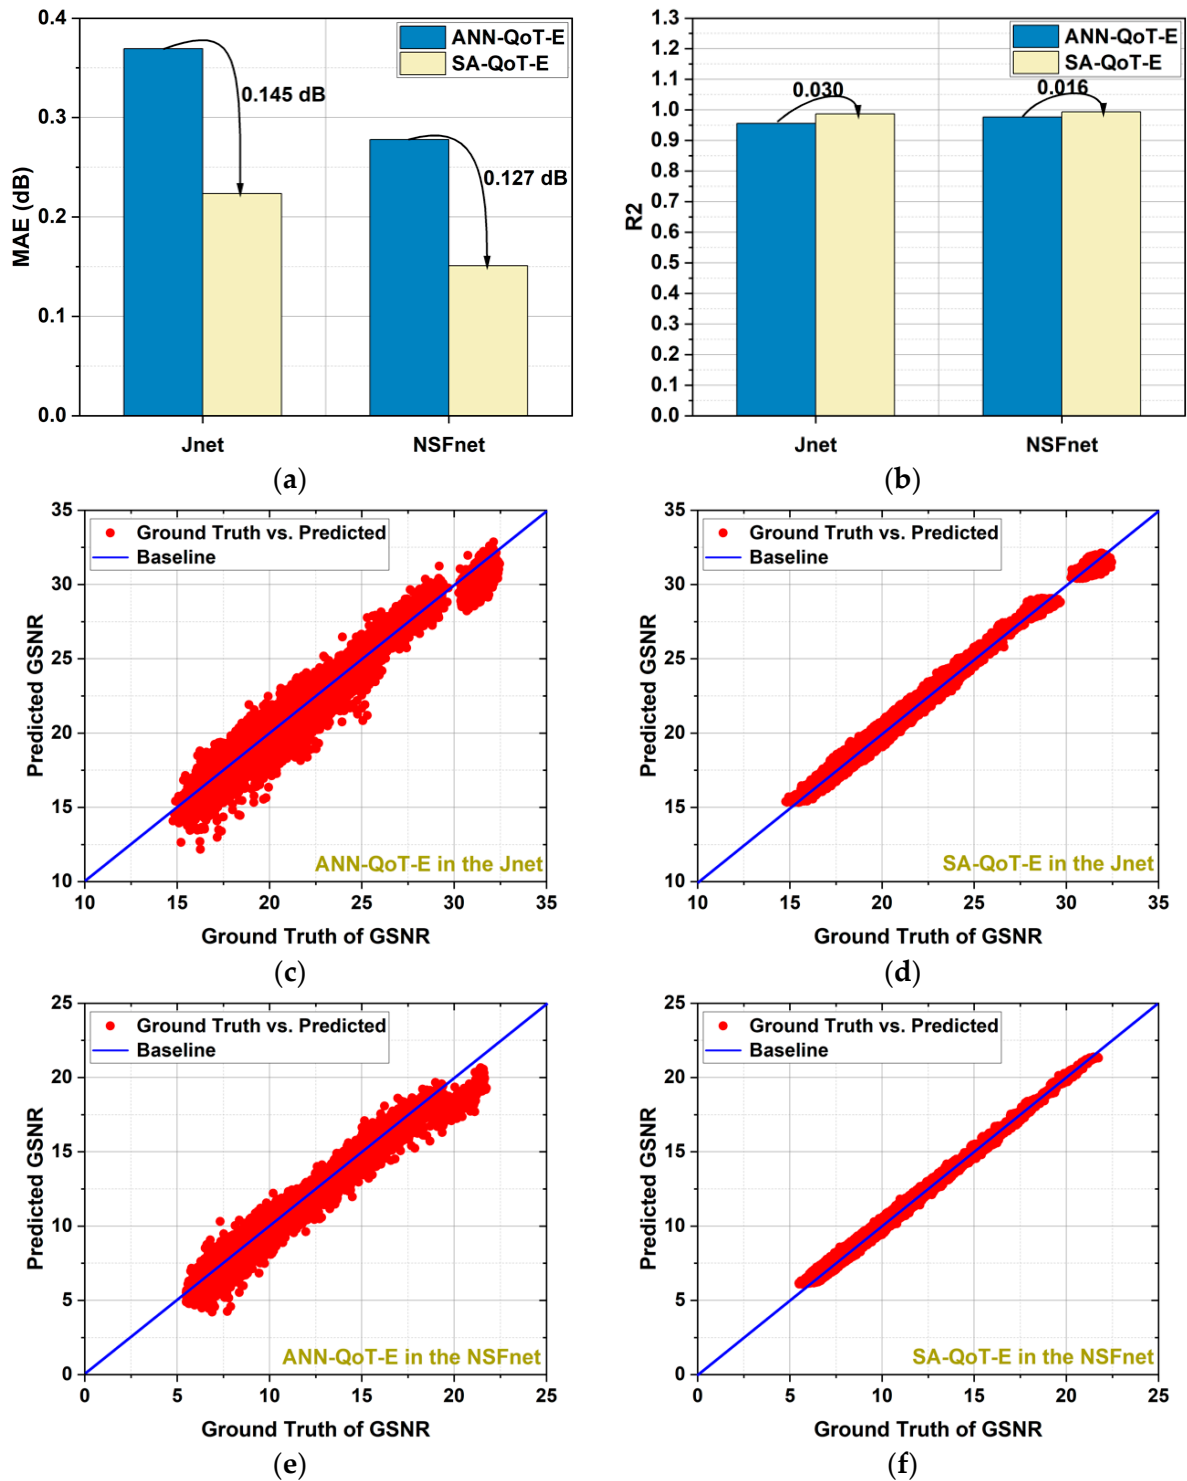 0.4
0.3
0.2
0.1
0.0
MAE (dB)
ANN-QoT-E
SA-QoT-E
0.145 dB
0.127 dB
Jnet
NSFnet
(a)
1.3
1.2
1.1
1.0
0.9
0.8
0.7
0.6
0.5
0.4
0.3
0.2
0.1
0.0
R2
ANN-QoT-E
SA-QoT-E
0.030
0.016
Jnet
NSFnet
(b)
35
30
25
20
15
10
Predicted GSNR
Ground Truth vs. Predicted
Baseline
ANN-QoT-E in the Jnet
10 15 20 25 30 35
Ground Truth of GSNR
(c)
35
30
25
20
15
10
Predicted GSNR
Ground Truth vs. Predicted
Baseline
SA-QoT-E in the Jnet
10 15 20 25 30 35
Ground Truth of GSNR
(d)
25
20
15
10
5
0
Predicted GSNR
Ground Truth vs. Predicted
Baseline
ANN-QoT-E in the NSFnet
0 5 10 15 20 25
Ground Truth of GSNR
(e)
25
20
15
10
5
0
Predicted GSNR
Ground Truth vs. Predicted
Baseline
SA-QoT-E in the NSFnet
0 5 10 15 20 25
Ground Truth of GSNR
(f)